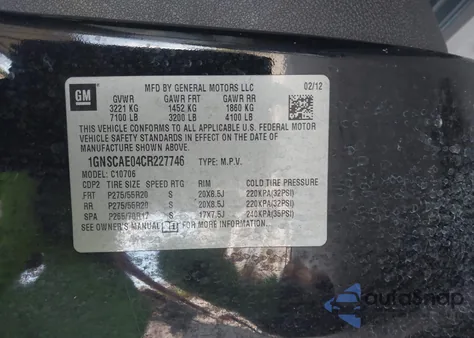 GM
MFD BY GENERAL MOTORS LLC 02/12
GVWR GAWR FRT GAWR RR
3221 KG 1452 KG 1860 KG
7100 LB 3200 LB 4100 LB
THIS VEHICLE CONFORMS TO ALL APPLICABLE U.S. FEDERAL MOTOR
VEHICLE SAFETY STANDARDS IN EFFECT ON THE DATE OF
MANUFACTURE SHOWN ABOVE.
1GNSCAE04CR227746 TYPE: M.P.V.
MODEL: C10706
CDP2 TIRE SIZE SPEED RTG RIM COLD TIRE PRESSURE
FRT P275/55R20 S 20X8.5J 220KPA(32PSI)
RR P275/55R20 S 20X8.5J 220KPA(32PSI)
SPA P265/70R17 S 17X7.5J 240KPA(35PSI)
SEE OWNER'S MANUAL FOR MORE INFORMATION.
autoSnap